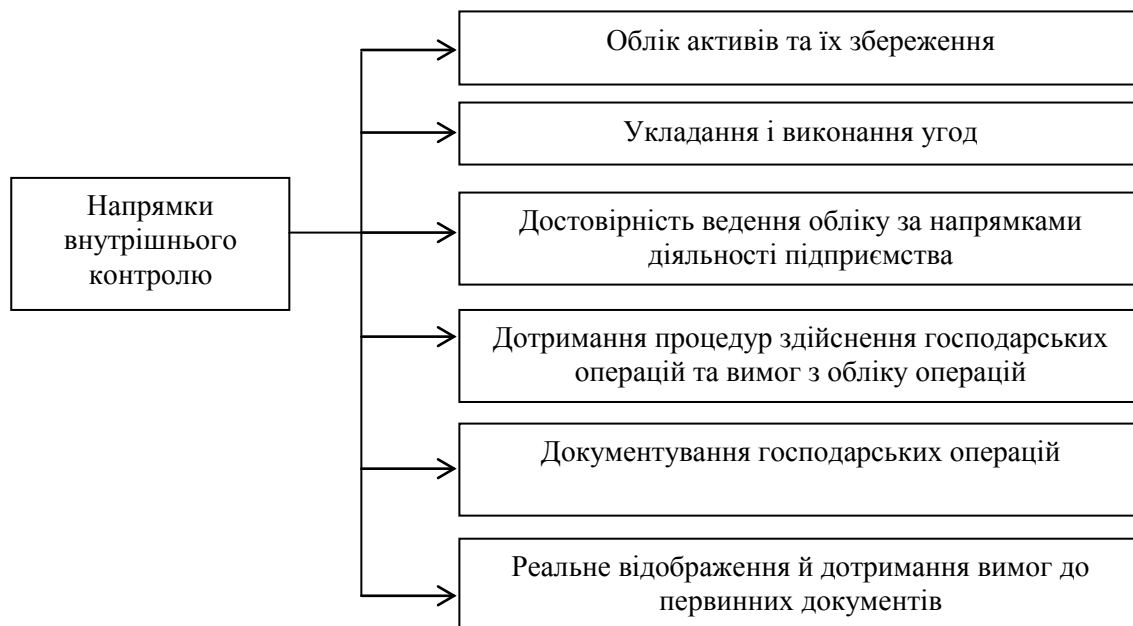 Облік активів та їх збереження
Укладання і виконання угод
Напрямки
внутрішнього
контролю
Достовірність ведення обліку за напрямками
діяльності підприємства
Дотримання процедур здійснення господарських
операцій та вимог з обліку операцій
Документування господарських операцій
Реальне відображення й дотримання вимог до
первинних документів